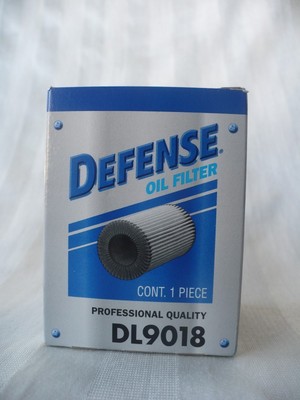 DEFENSE
OIL FILTER
CONT. 1 PIECE
PROFESSIONAL QUALITY
DL9018